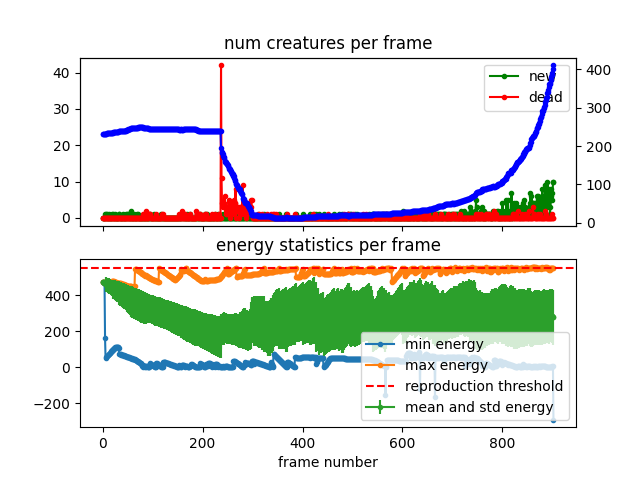 num creatures per frame
40
30
20
10
0
400
300
200
100
0
new
dead
energy statistics per frame
400
200
0
−200
min energy
max energy
reproduction threshold
mean and std energy
0
200
400
600
800
frame number